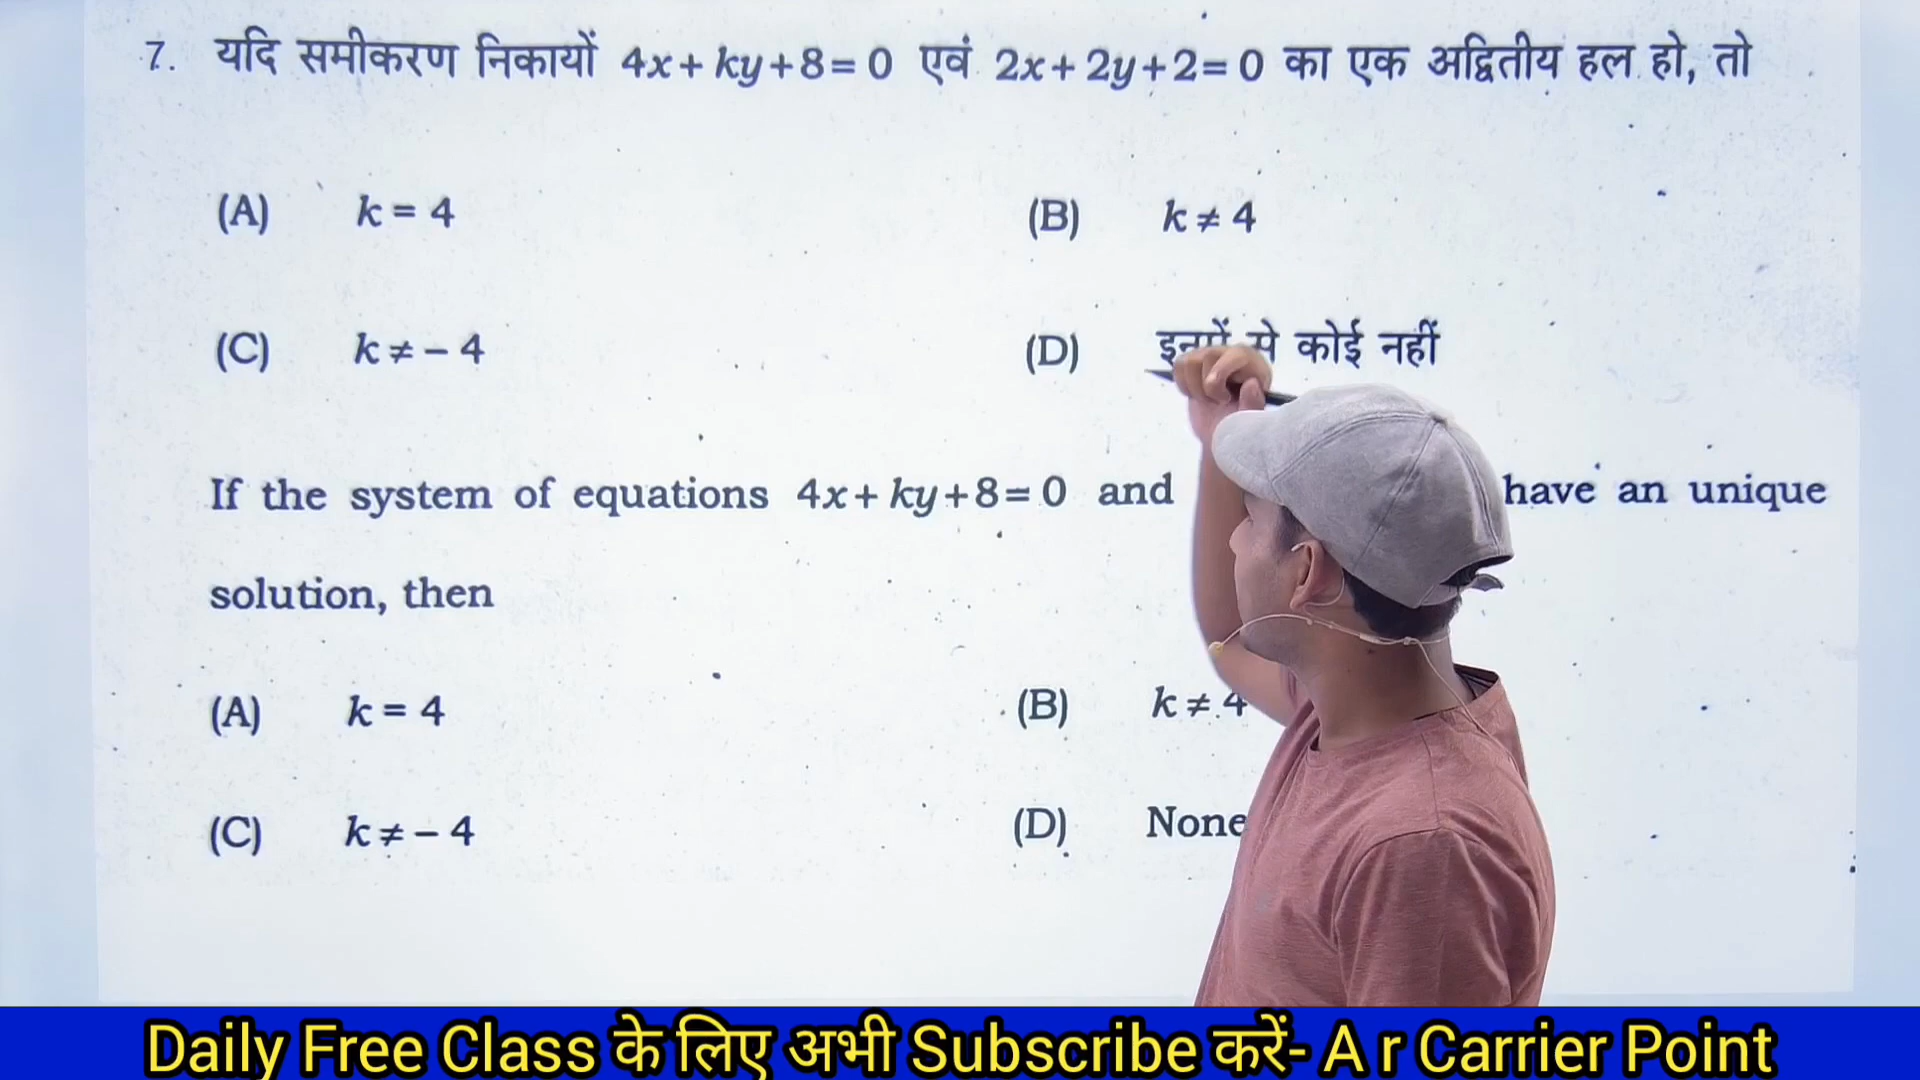 7. यदि समीकरण निकायों 4x + ky + 8 = 0 एवं 2x + 2y + 2 = 0 का एक अद्वितीय हल हो, तो
(A) k = 4 (B) k ≠ 4
(C) k ≠ – 4 (D) इनमें से कोई नहीं
If the system of equations 4x + ky + 8 = 0 and have an unique
solution, then
(A) k = 4 (B) k ≠ 4
(C) k ≠ – 4 (D) None
Daily Free Class के लिए अभी Subscribe करें- A r Carrier Point